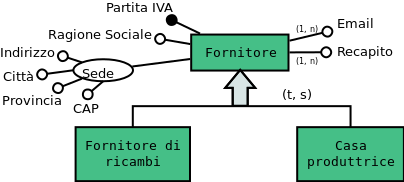 Partita IVA
Ragione Sociale
Fornitore
(1, n)
Email
Recapito
(1, n)
Indirizzo
Città
Provincia
Sede
CAP
(t, s)
Fornitore di
ricambi
Casa
produttrice